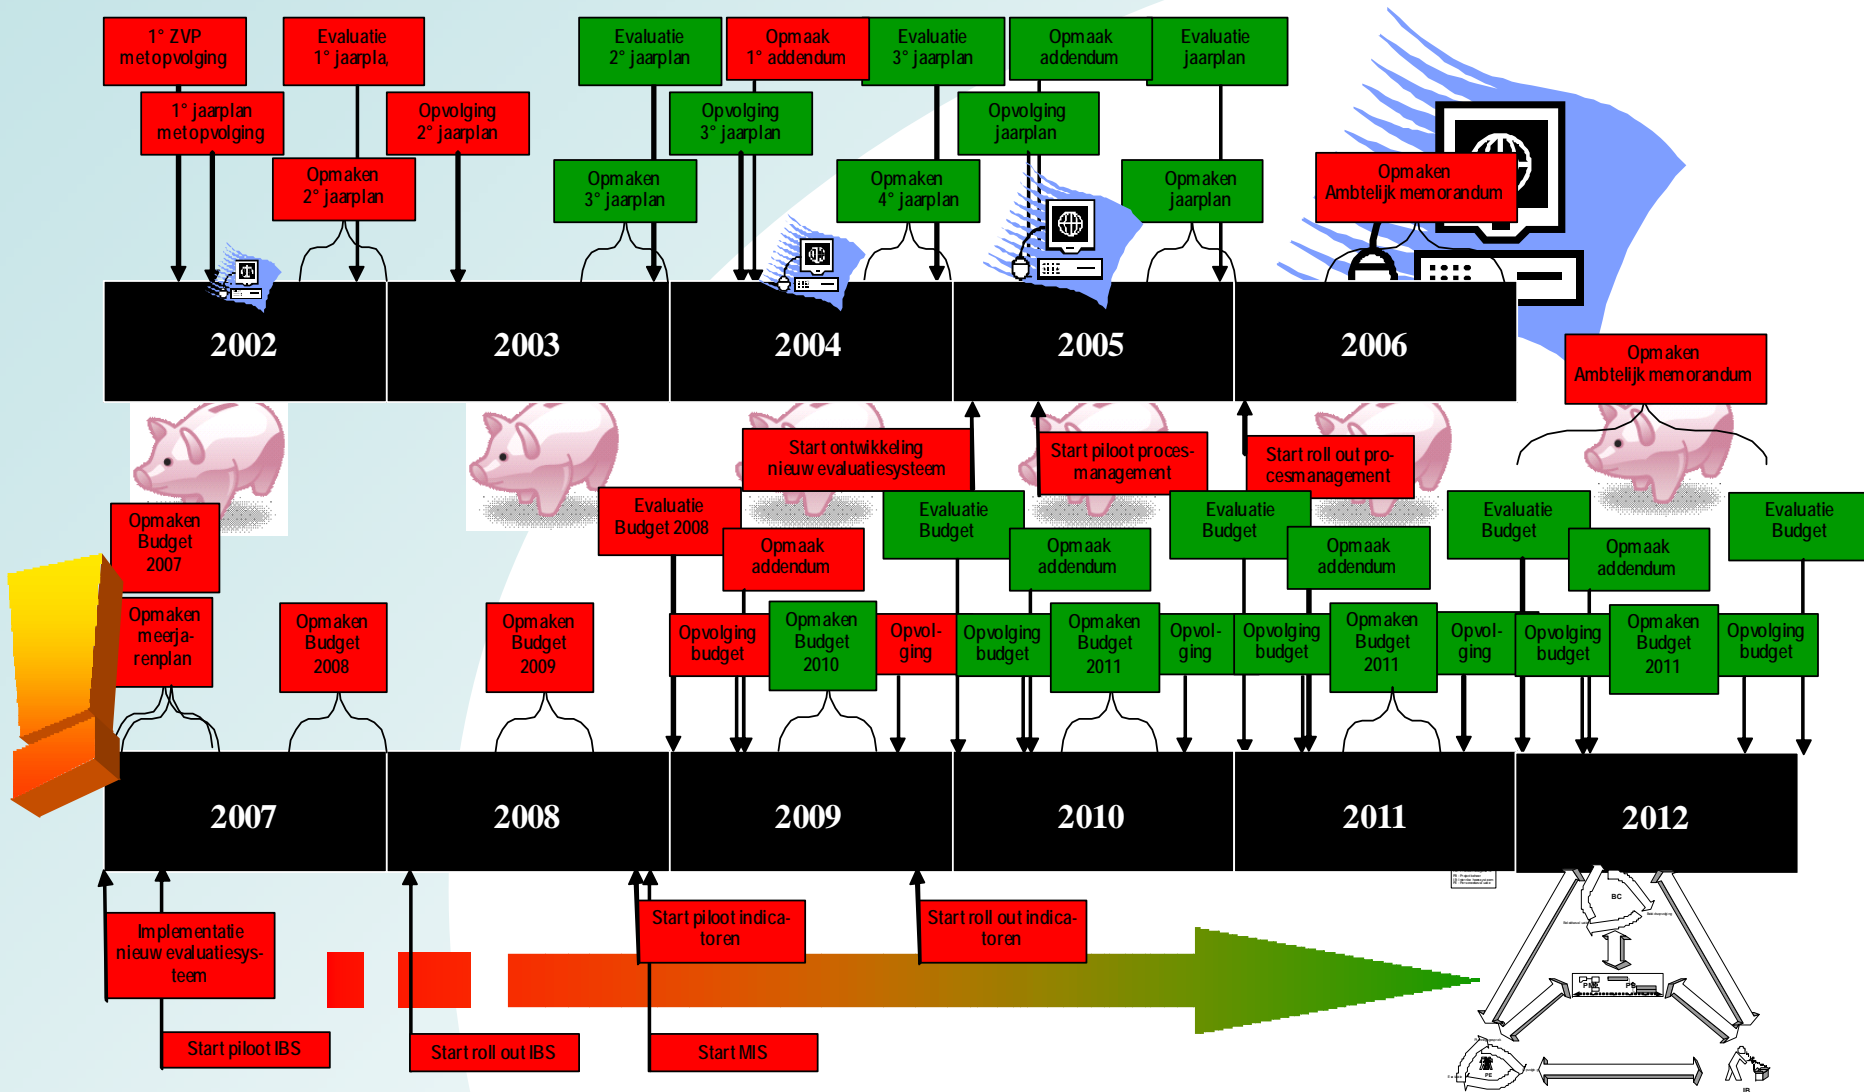 1° ZVP
met opvolging
Evaluatie
1° jaarpla,
Evaluatie
2° jaarplan
Opmaak
1° addendum
Evaluatie
3° jaarplan
Opmaak
addendum
Evaluatie
jaarplan
1° jaarplan
met opvolging
Opvolging
2° jaarplan
Opvolging
3° jaarplan
Opvolging
jaarplan
Opmaken
2° jaarplan
Opmaken
3° jaarplan
Opmaken
4° jaarplan
Opmaken
jaarplan
Opmaken
Ambtelijk memorandum
2002
2003
2004
2005
2006
Opmaken
Ambtelijk memorandum
Start ontwikkeling
nieuw evaluatiesysteem
Start piloot proces-
management
Start roll out pro-
cesmanagement
Opmaken
Budget
2007
Evaluatie
Budget 2008
Evaluatie
Budget
Evaluatie
Budget
Evaluatie
Budget
Evaluatie
Budget
Opmaak
addendum
Opmaak
addendum
Opmaak
addendum
Opmaak
addendum
Opmaken
meerja-
renplan
Opmaken
Budget
2008
Opmaken
Budget
2009
Opvolging
budget
Opmaken
Budget
2010
Opvol-
ging
Opvolging
budget
Opmaken
Budget
2011
Opvol-
ging
Opvolging
budget
Opmaken
Budget
2011
Opvol-
ging
Opvolging
budget
Opmaken
Budget
2011
Opvolging
budget
2007
2008
2009
2010
2011
2012
Implementatie
nieuw evaluatiesys-
teem
Start piloot indica-
toren
Start roll out indica-
toren
Start piloot IBS
Start roll out IBS
Start MIS
BC
PE